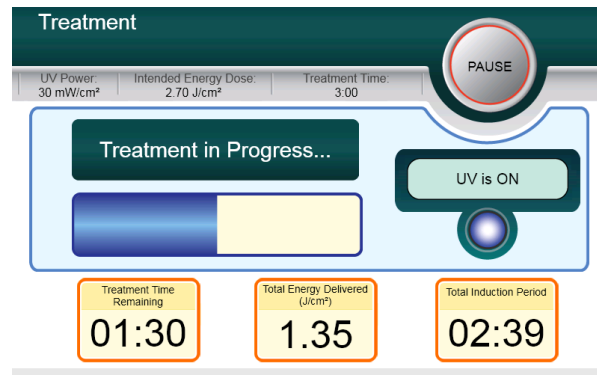 Treatment
PAUSE
UV Power: Intended Energy Dose: Treatment Time:
30 mW/cm² 2.70 J/cm² 3:00
Treatment in Progress...
UV is ON
Treatment Time
Remaining
01:30
Total Energy Delivered
(J/cm²)
1.35
Total Induction Period
02:39